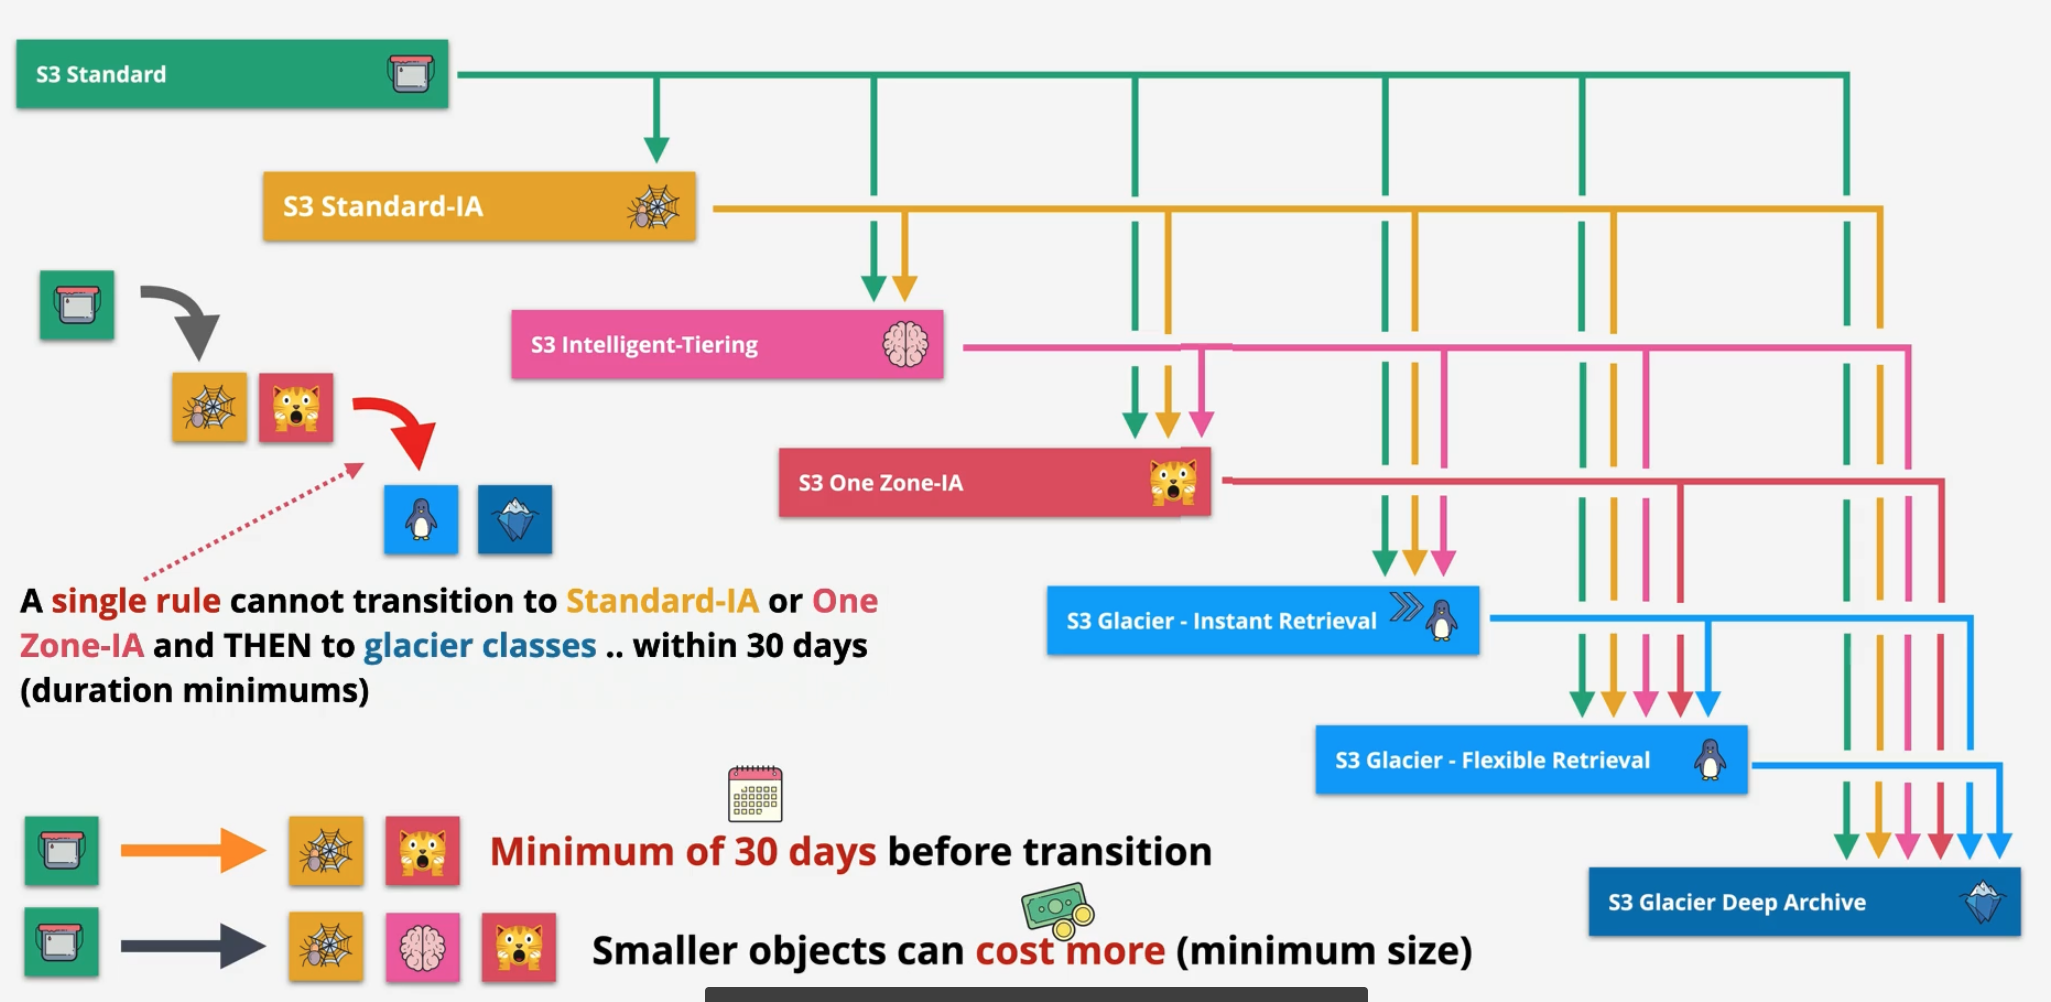 S3 Standard
S3 Standard-IA
S3 Intelligent-Tiering
S3 One Zone-IA
A single rule cannot transition to Standard-IA or One
Zone-IA and THEN to glacier classes .. within 30 days
(duration minimums)
S3 Glacier - Instant Retrieval
S3 Glacier - Flexible Retrieval
Minimum of 30 days before transition
S3 Glacier Deep Archive
Smaller objects can cost more (minimum size)